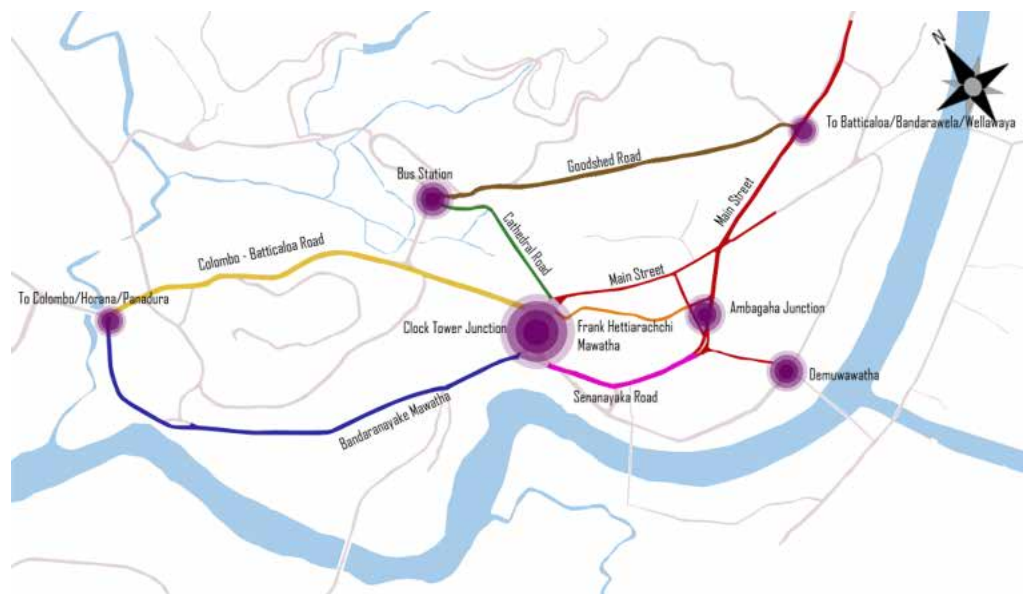 N
To Batticaloa/Bandarawela/Wellawaya
Goodshed Road
Bus Station
Main Street
Cathedral Road
Colombo - Batticaloa Road
Main Street
To Colombo/Horana/Panadura
Ambagaha Junction
Clock Tower Junction
Frank Hettiarachchi
Mawatha
Demuwawatha
Senanayaka Road
Bandaranayake Mawatha